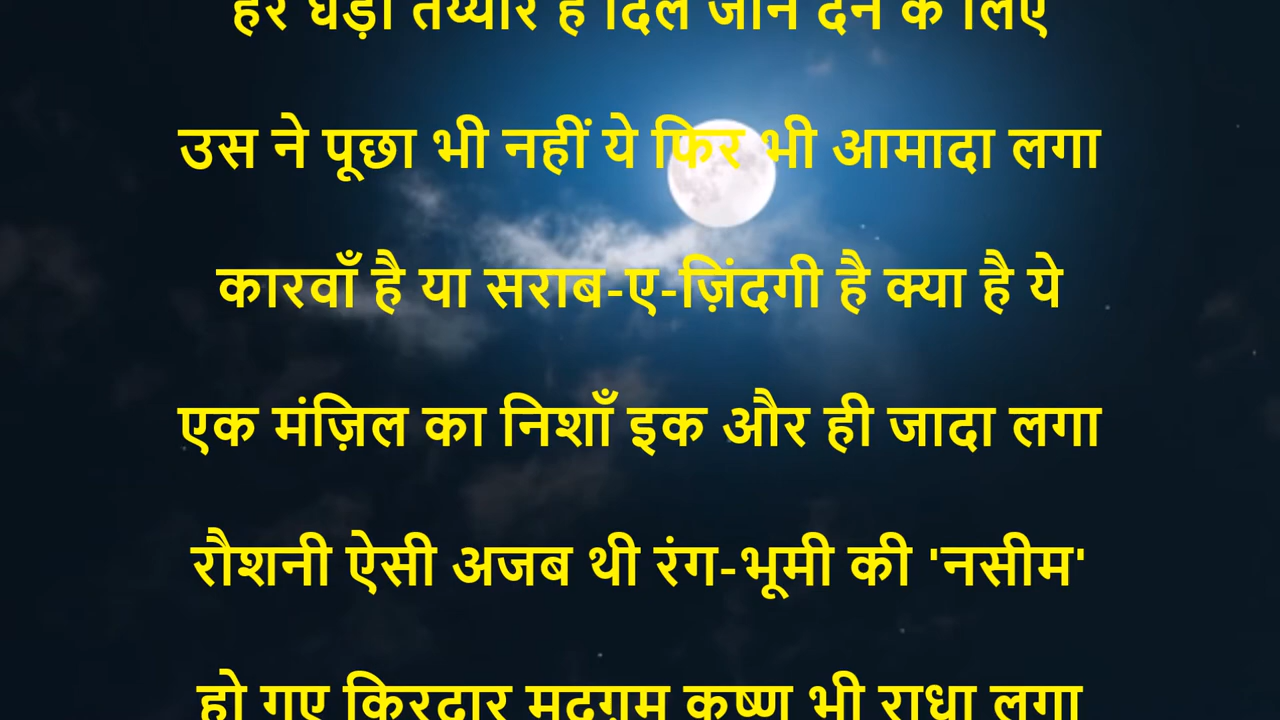 हर घड़ी तय्यार है दिल जान देने के लिए
उस ने पूछा भी नहीं ये फिर भी आमादा लगा
कारवाँ है या सराब-ए-ज़िंदगी है क्या है ये
एक मंज़िल का निशाँ इक और ही जादा लगा
रौशनी ऐसी अजब थी रंग-भूमी की 'नसीम'
हो गए किरदार मदग़म कृष्ण भी राधा लगा